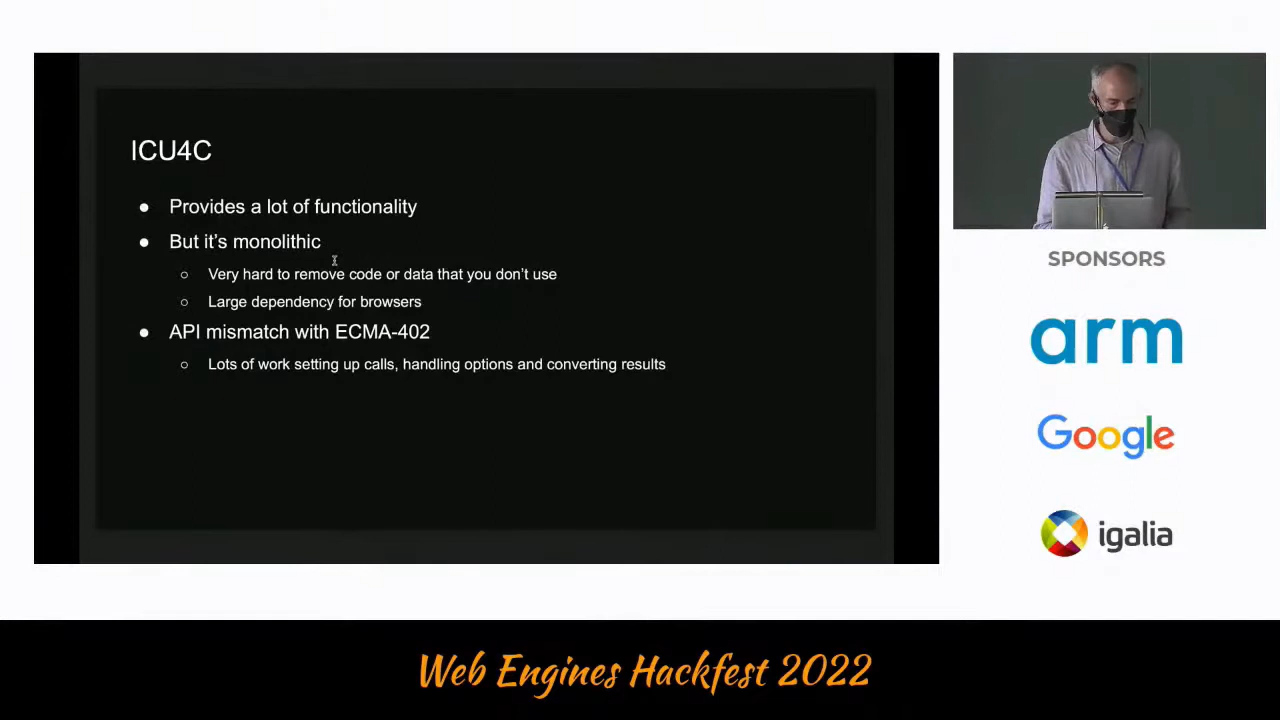 ICU4C
● Provides a lot of functionality
● But it's monolithic
○ Very hard to remove code or data that you don't use
○ Large dependency for browsers
● API mismatch with ECMA-402
○ Lots of work setting up calls, handling options and converting results
SPONSORS
arm
Google
igalia
Web Engines Hackfest 2022